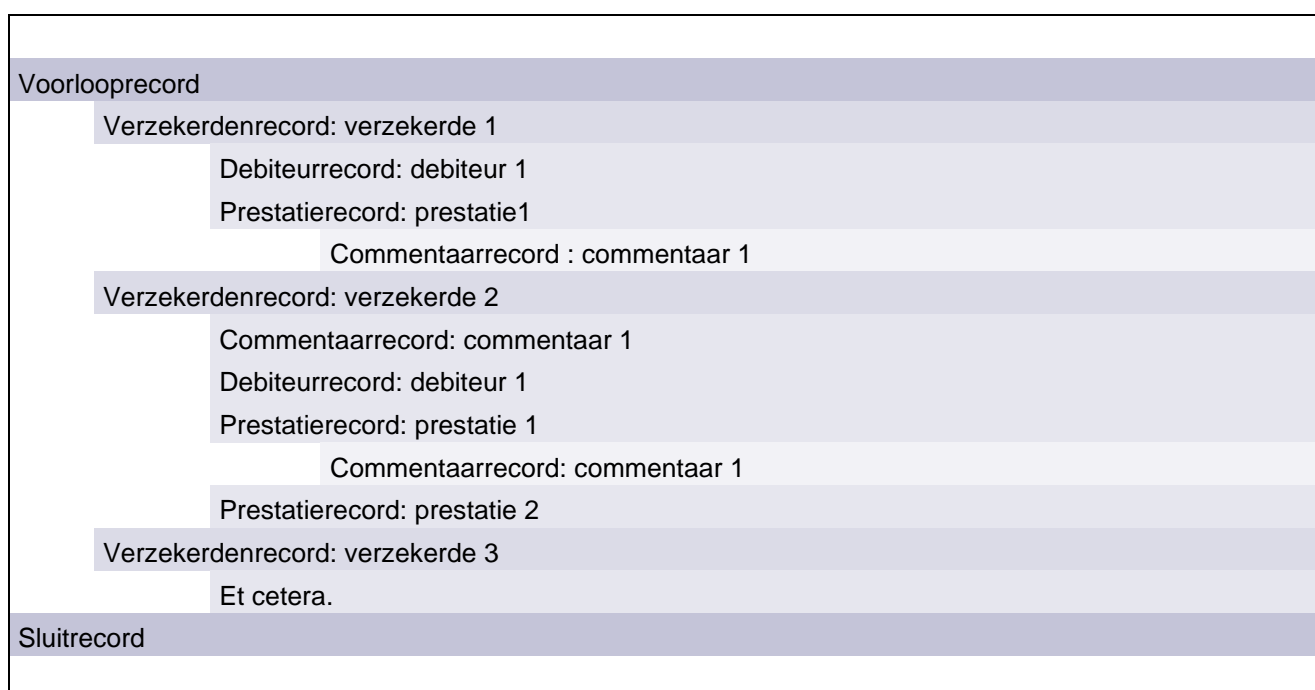 Voorlooprecord
Verzekerdenrecord: verzekerde 1
Debiteurrecord: debiteur 1
Prestatierecord: prestatie1
Commentaarrecord : commentaar 1
Verzekerdenrecord: verzekerde 2
Commentaarrecord: commentaar 1
Debiteurrecord: debiteur 1
Prestatierecord: prestatie 1
Commentaarrecord: commentaar 1
Prestatierecord: prestatie 2
Verzekerdenrecord: verzekerde 3
Et cetera.
Sluitrecord